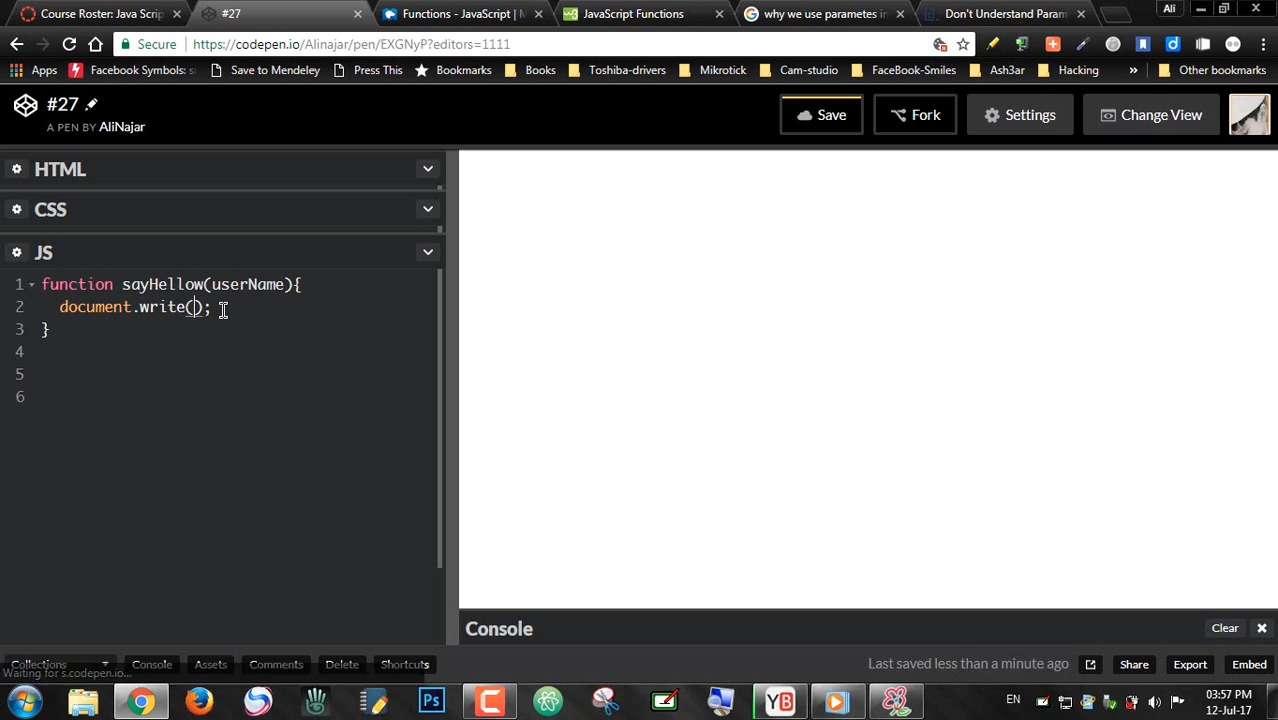 Course Roster: Java Scrip
#27
Functions - JavaScript | M
JavaScript Functions
why we use parametes in
Don't Understand Param
Ali
Secure
https://codepen.io/Alinajar/pen/EXGNyP?editors=1111
Apps
Facebook Symbols: s
Save to Mendeley
Press This
Bookmarks
Books
Toshiba-drivers
Mikrotick
Cam-studio
FaceBook-Smiles
Ash3ar
Hacking
»
Other bookmarks
#27
A PEN BY AliNajar
Save
Fork
Settings
Change View
HTML
CSS
JS
1 function sayHellow(userName){
2 document.write();
3 }
4
5
6
Console
Clear
Collections
Console
Assets
Comments
Delete
Shortcuts
Last saved less than a minute ago
Share
Export
Embed
Waiting for s.codepen.io...
Ps
YB
EN
03:57 PM
12-Jul-17